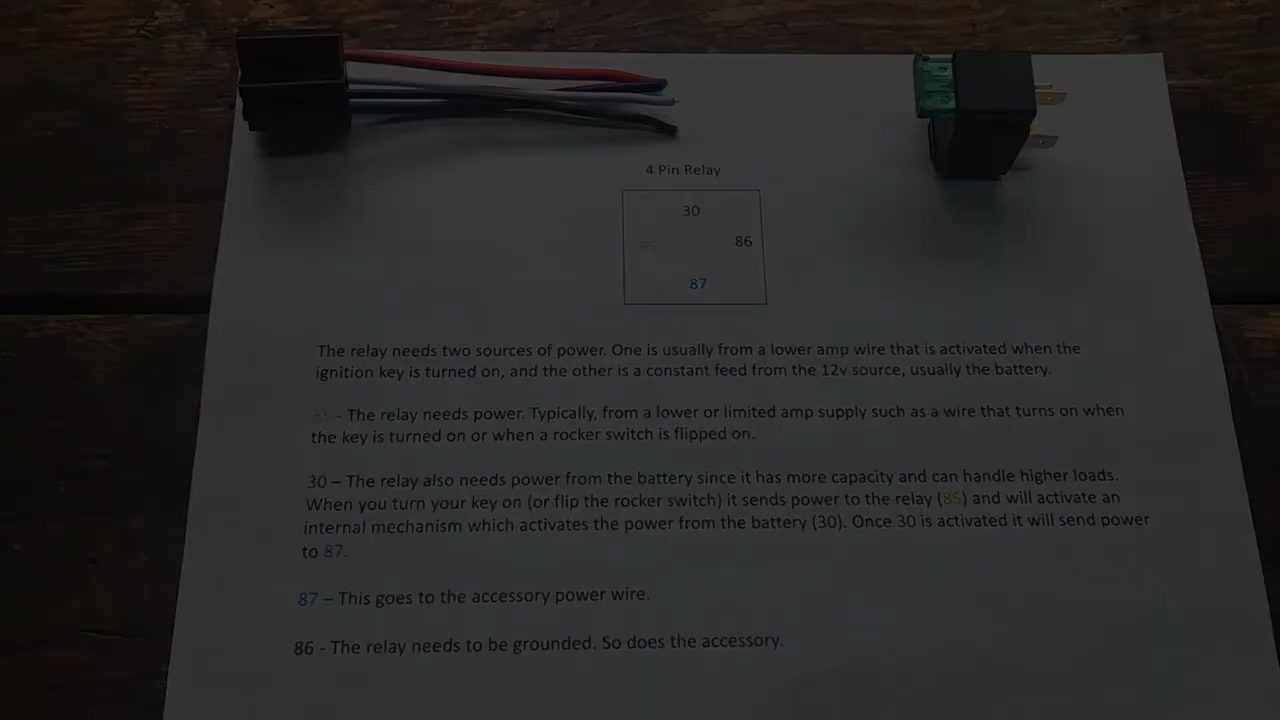 4 Pin Relay
30
85 86
87
The relay needs two sources of power. One is usually from a lower amp wire that is activated when the
ignition key is turned on, and the other is a constant feed from the 12v source, usually the battery.
85 - The relay needs power. Typically, from a lower or limited amp supply such as a wire that turns on when
the key is turned on or when a rocker switch is flipped on.
30 – The relay also needs power from the battery since it has more capacity and can handle higher loads.
When you turn your key on (or flip the rocker switch) it sends power to the relay (85) and will activate an
internal mechanism which activates the power from the battery (30). Once 30 is activated it will send power
to 87.
87 – This goes to the accessory power wire.
86 - The relay needs to be grounded. So does the accessory.